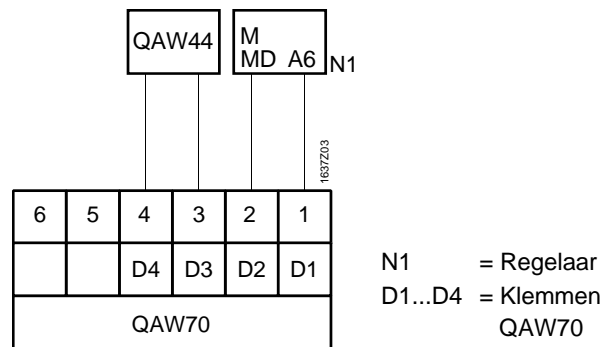 QAW44
M
MD A6
N1
1637Z03
6 5 4 3 2 1
D4 D3 D2 D1
QAW70
N1 = Regelaar
D1...D4 = Klemmen
QAW70